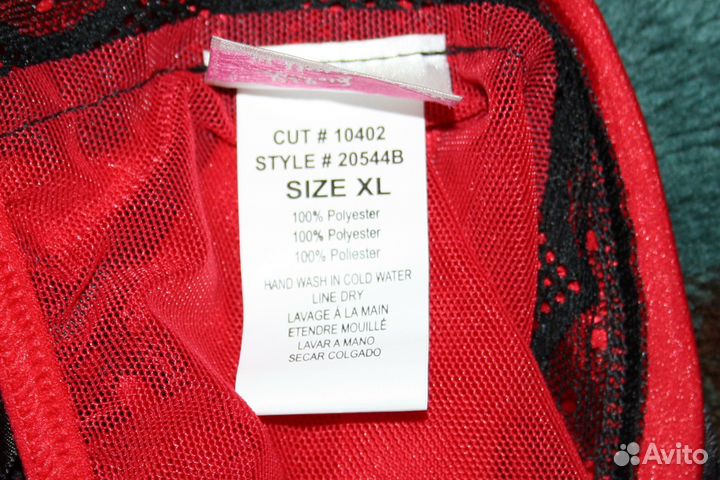 CUT # 10402
STYLE # 20544B
SIZE XL
100% Polyester
100% Polyester
100% Poliester
HAND WASH IN COLD WATER
LINE DRY
LAVAGE À LA MAIN
ETENDRE MOUILLÉ
LAVAR A MANO
SECAR COLGADO
Avito